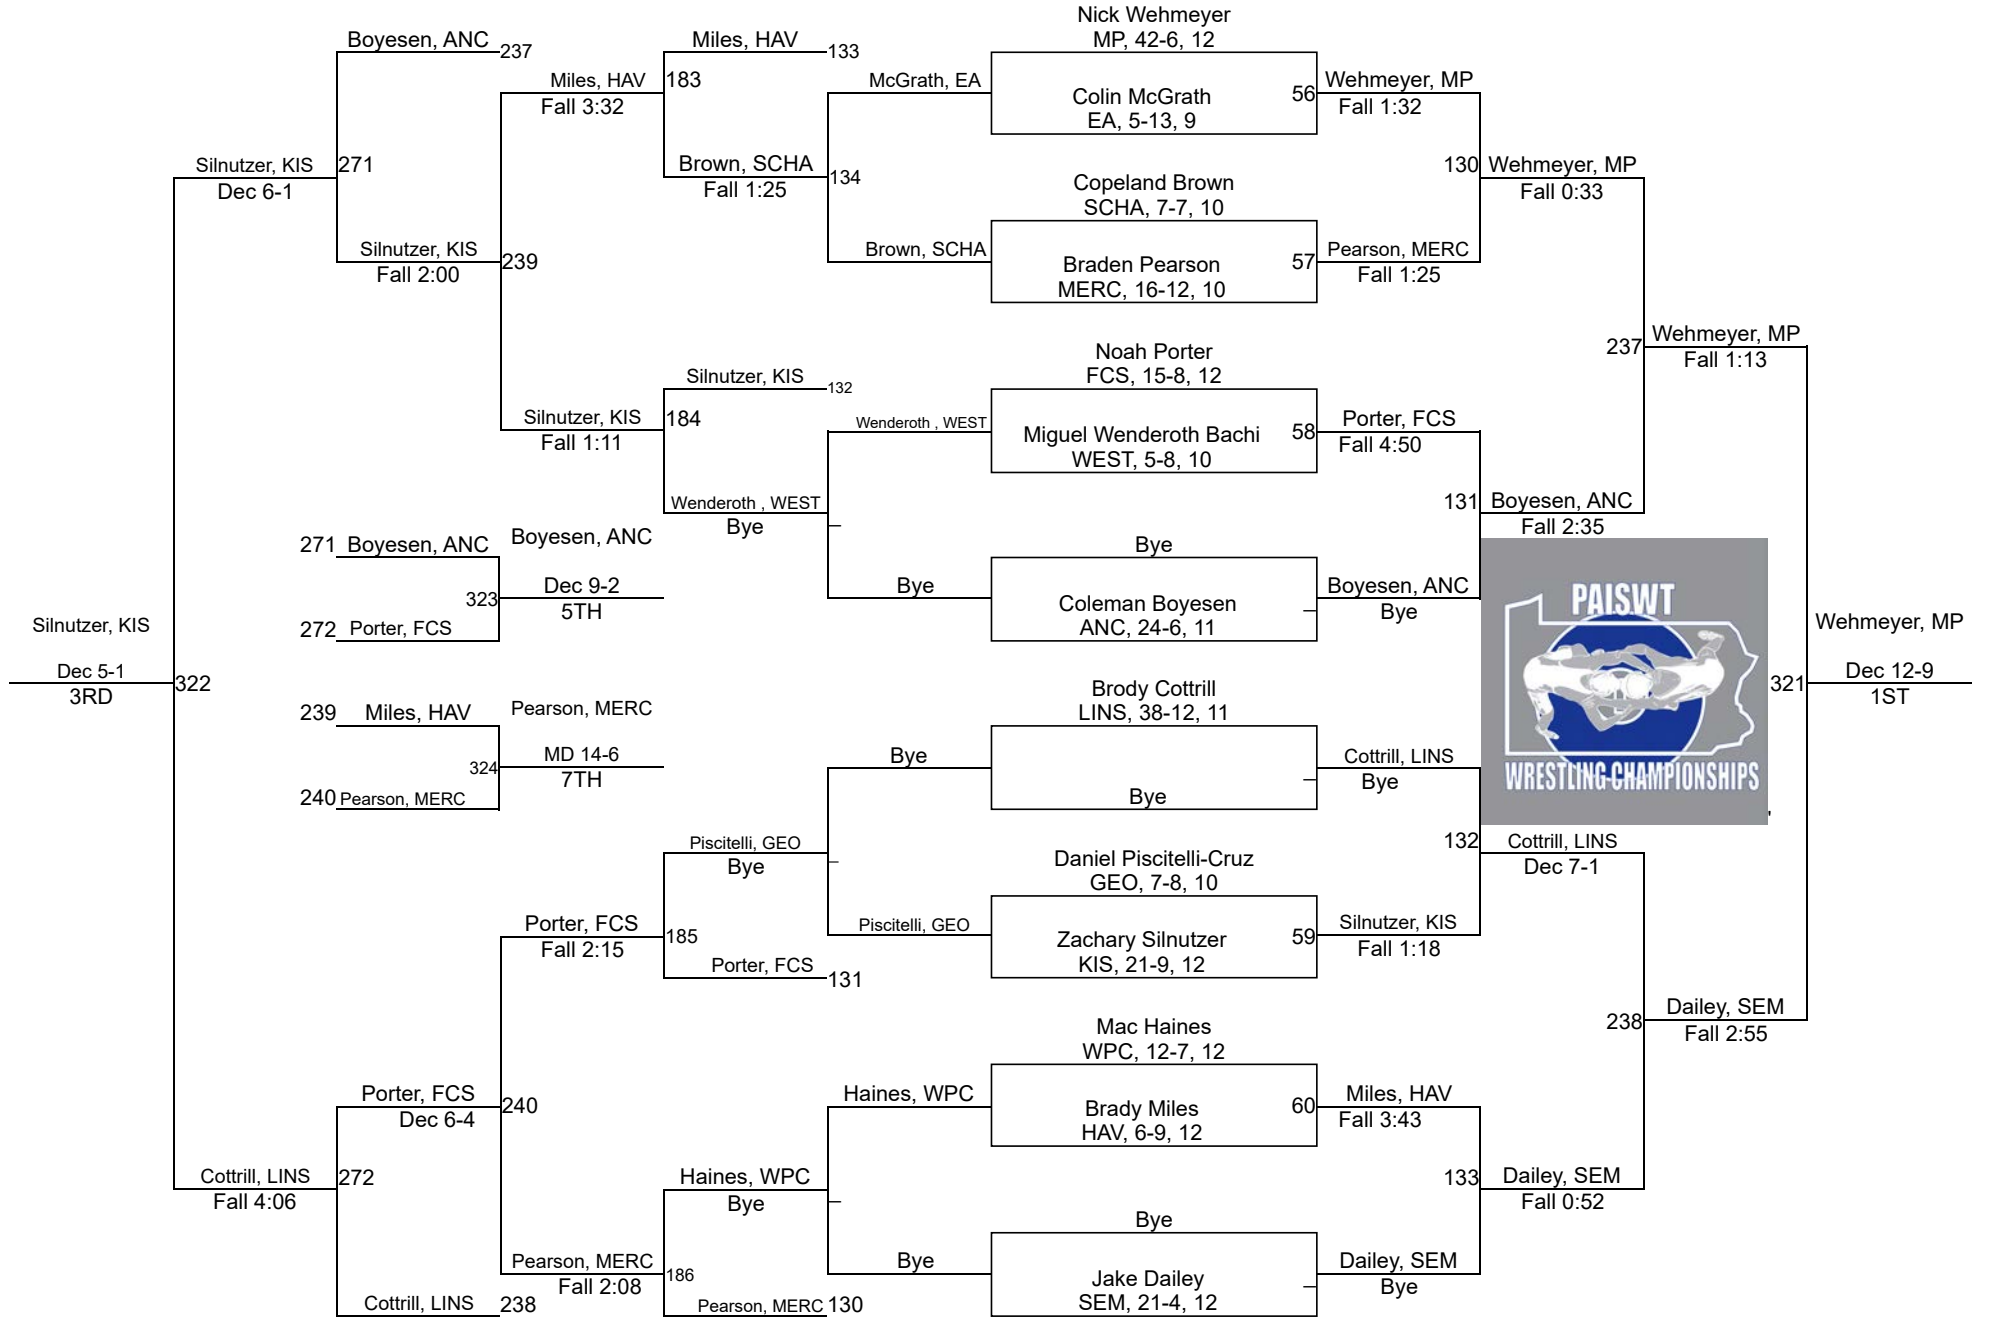 Nick Wehmeyer
MP, 42-6, 12
Boyesen, ANC
237
Miles, HAV
133
Miles, HAV
183
Fall 3:32
McGrath, EA
Colin McGrath
EA, 5-13, 9
56
Wehmeyer, MP
Fall 1:32
Silnutzer, KIS
271
Dec 6-1
Brown, SCHA
134
Fall 1:25
130
Wehmeyer, MP
Fall 0:33
Copeland Brown
SCHA, 7-7, 10
Silnutzer, KIS
239
Fall 2:00
Brown, SCHA
Braden Pearson
MERC, 16-12, 10
57
Pearson, MERC
Fall 1:25
237
Wehmeyer, MP
Fall 1:13
Noah Porter
FCS, 15-8, 12
Silnutzer, KIS
132
Silnutzer, KIS
184
Fall 1:11
Wenderoth , WEST
Miguel Wenderoth Bachi
WEST, 5-8, 10
58
Porter, FCS
Fall 4:50
Wenderoth , WEST
Bye
131
Boyesen, ANC
Fall 2:35
271
Boyesen, ANC
Boyesen, ANC
323
Dec 9-2
5TH
272
Porter, FCS
Bye
Bye
Coleman Boyesen
ANC, 24-6, 11
Boyesen, ANC
Bye
PAISWT
WRESTLING CHAMPIONSHIPS
Silnutzer, KIS
Dec 5-1
3RD
322
Wehmeyer, MP
321
Dec 12-9
1ST
239
Miles, HAV
Pearson, MERC
324
MD 14-6
7TH
240
Pearson, MERC
Brody Cottrill
LINS, 38-12, 11
Bye
Bye
Cottrill, LINS
Bye
Piscitelli, GEO
Bye
132
Cottrill, LINS
Dec 7-1
Daniel Piscitelli-Cruz
GEO, 7-8, 10
Porter, FCS
185
Fall 2:15
Piscitelli, GEO
Zachary Silnutzer
KIS, 21-9, 12
59
Silnutzer, KIS
Fall 1:18
Porter, FCS
131
238
Dailey, SEM
Fall 2:55
Mac Haines
WPC, 12-7, 12
Porter, FCS
240
Dec 6-4
Haines, WPC
Brady Miles
HAV, 6-9, 12
60
Miles, HAV
Fall 3:43
Cottrill, LINS
272
Fall 4:06
Haines, WPC
Bye
133
Dailey, SEM
Fall 0:52
Bye
Pearson, MERC
186
Fall 2:08
Bye
Jake Dailey
SEM, 21-4, 12
Dailey, SEM
Bye
Cottrill, LINS
238
Pearson, MERC
130